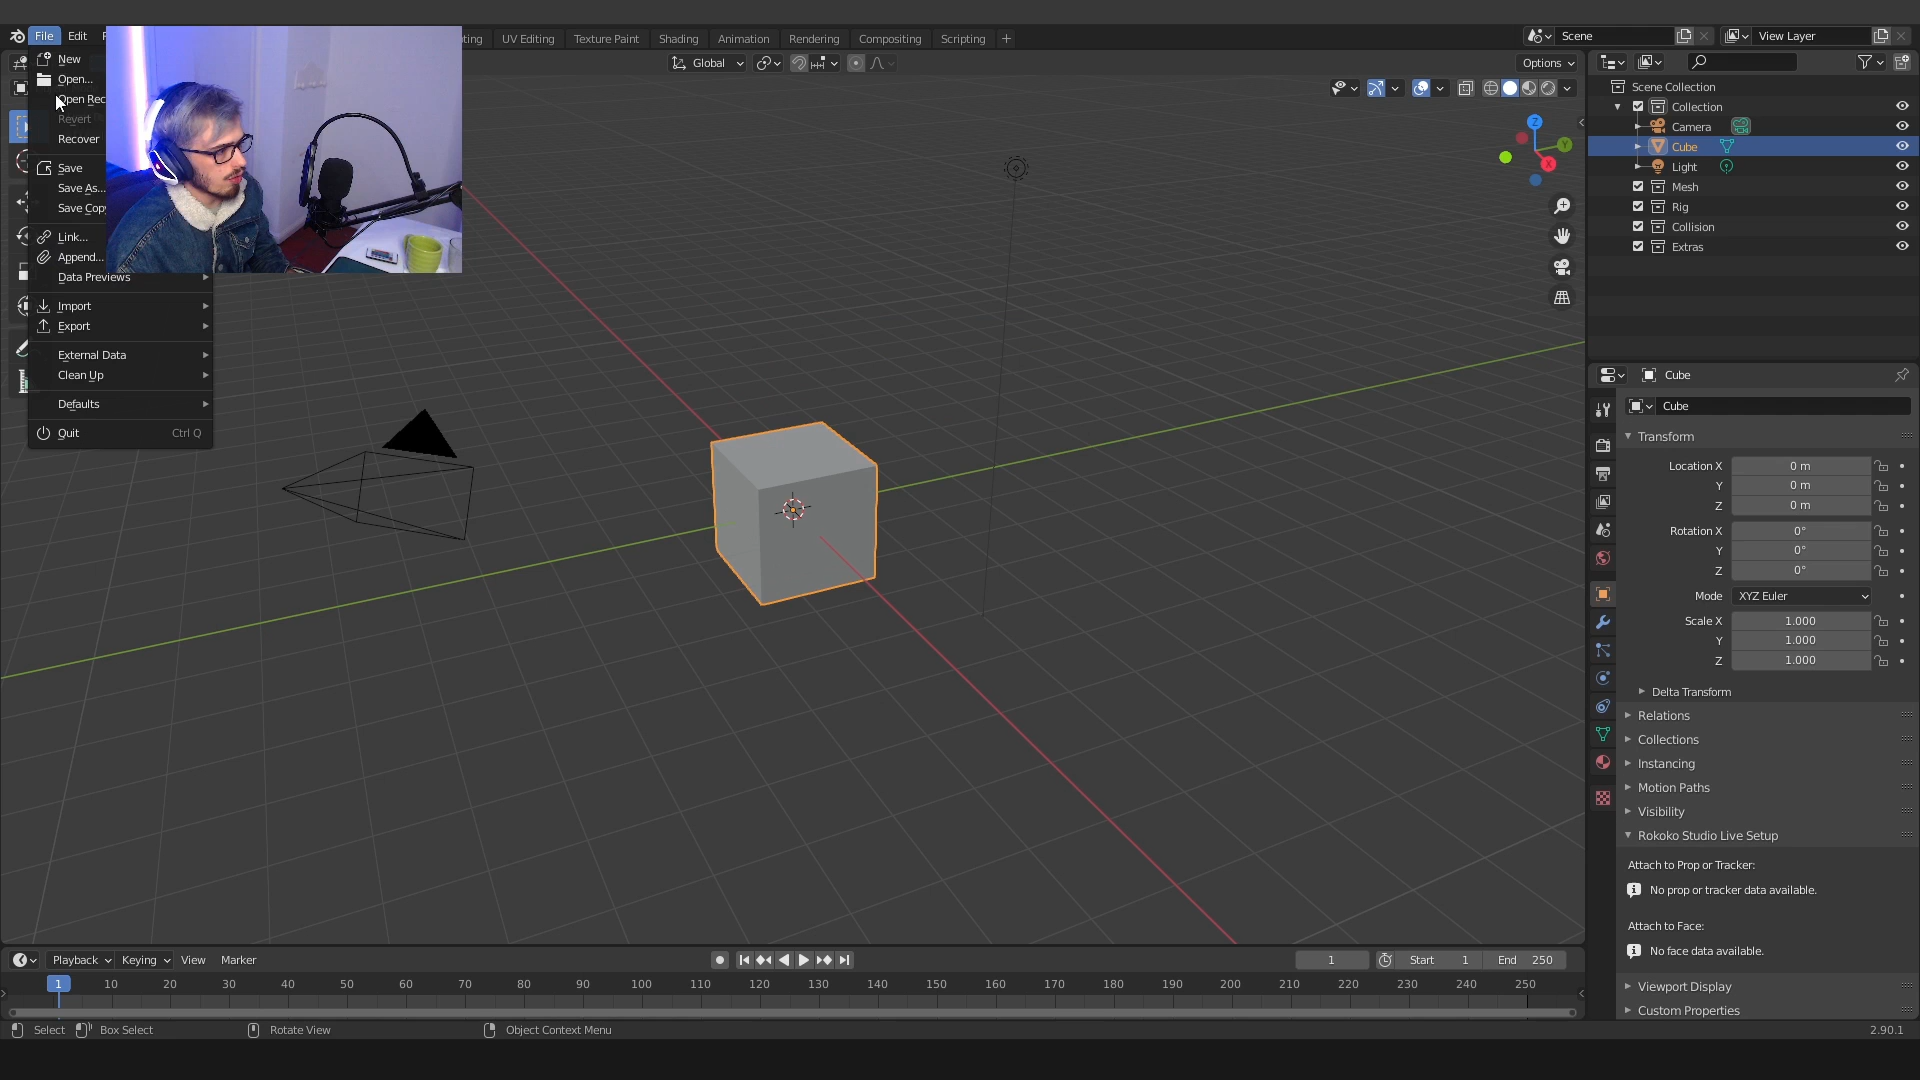 File Edit
ting UV Editing Texture Paint Shading Animation Rendering Compositing Scripting +
Scene
View Layer
New
Open...
Open Rec
Revert
Recover
Save
Save As...
Save Copy
Link...
Append...
Data Previews
Import
Export
External Data
Clean Up
Defaults
Quit Ctrl Q
Global
Options
Z
Y
X
Scene Collection
Collection
Camera
Cube
Light
Mesh
Rig
Collision
Extras
Cube
Cube
Transform
Location X 0 m
Y 0 m
Z 0 m
Rotation X 0°
Y 0°
Z 0°
Mode XYZ Euler
Scale X 1.000
Y 1.000
Z 1.000
Delta Transform
Relations
Collections
Instancing
Motion Paths
Visibility
Rokoko Studio Live Setup
Attach to Prop or Tracker:
No prop or tracker data available.
Attach to Face:
No face data available.
Viewport Display
Custom Properties
Playback Keying View Marker
1 Start 1 End 250
1 10 20 30 40 50 60 70 80 90 100 110 120 130 140 150 160 170 180 190 200 210 220 230 240 250
Select Box Select Rotate View Object Context Menu
2.90.1